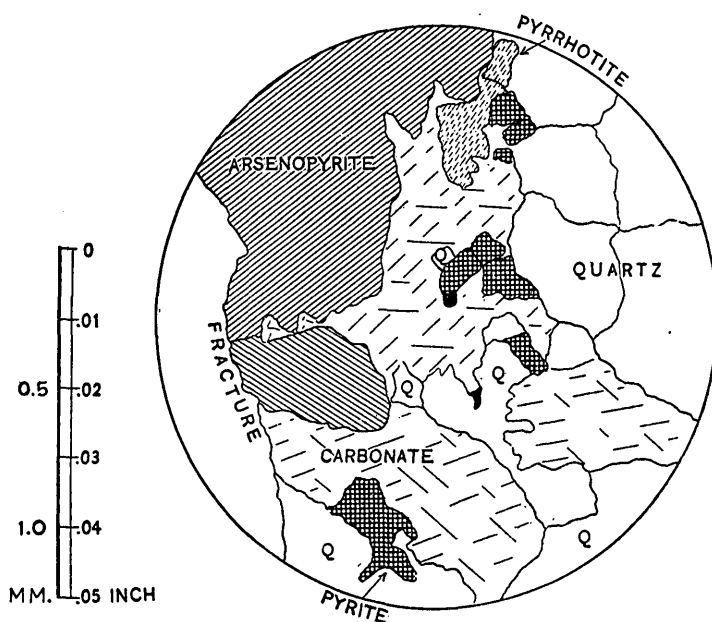 PYRRHOTITE
ARSENOPYRITE
Q
QUARTZ
0
.01
0.5
.02
.03
1.0
.04
MM.
.05 INCH
FRACTURE
Q
Q
CARBONATE
Q
Q
PYRITE